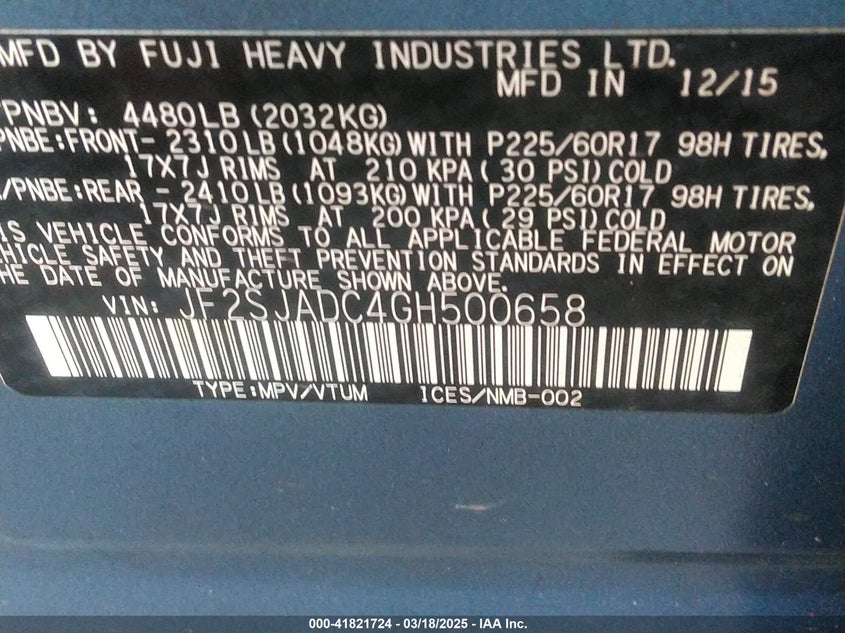 MFD BY FUJI HEAVY INDUSTRIES LTD.
MFD IN 12/15
/PNBV: 4480LB (2032KG)
PNBE:FRONT- 2310LB (1048KG) WITH P225/60R17 98H TIRES,
17X7J RIMS AT 210 KPA ( 30 PSI) COLD
/PNBE:REAR - 2410LB (1093KG) WITH P225/60R17 98H TIRES,
17X7J RIMS AT 200 KPA ( 29 PSI) COLD
IS VEHICLE CONFORMS TO ALL APPLICABLE FEDERAL MOTOR
EHICLE SAFETY AND THEFT PREVENTION STANDARDS IN EFFECT ON
HE DATE OF MANUFACTURE SHOWN ABOVE.
VIN: JF2SJADC4GH500658
TYPE:MPV/VTUM ICES/NMB-002
000-41821724 — 03/18/2025 — IAA Inc.